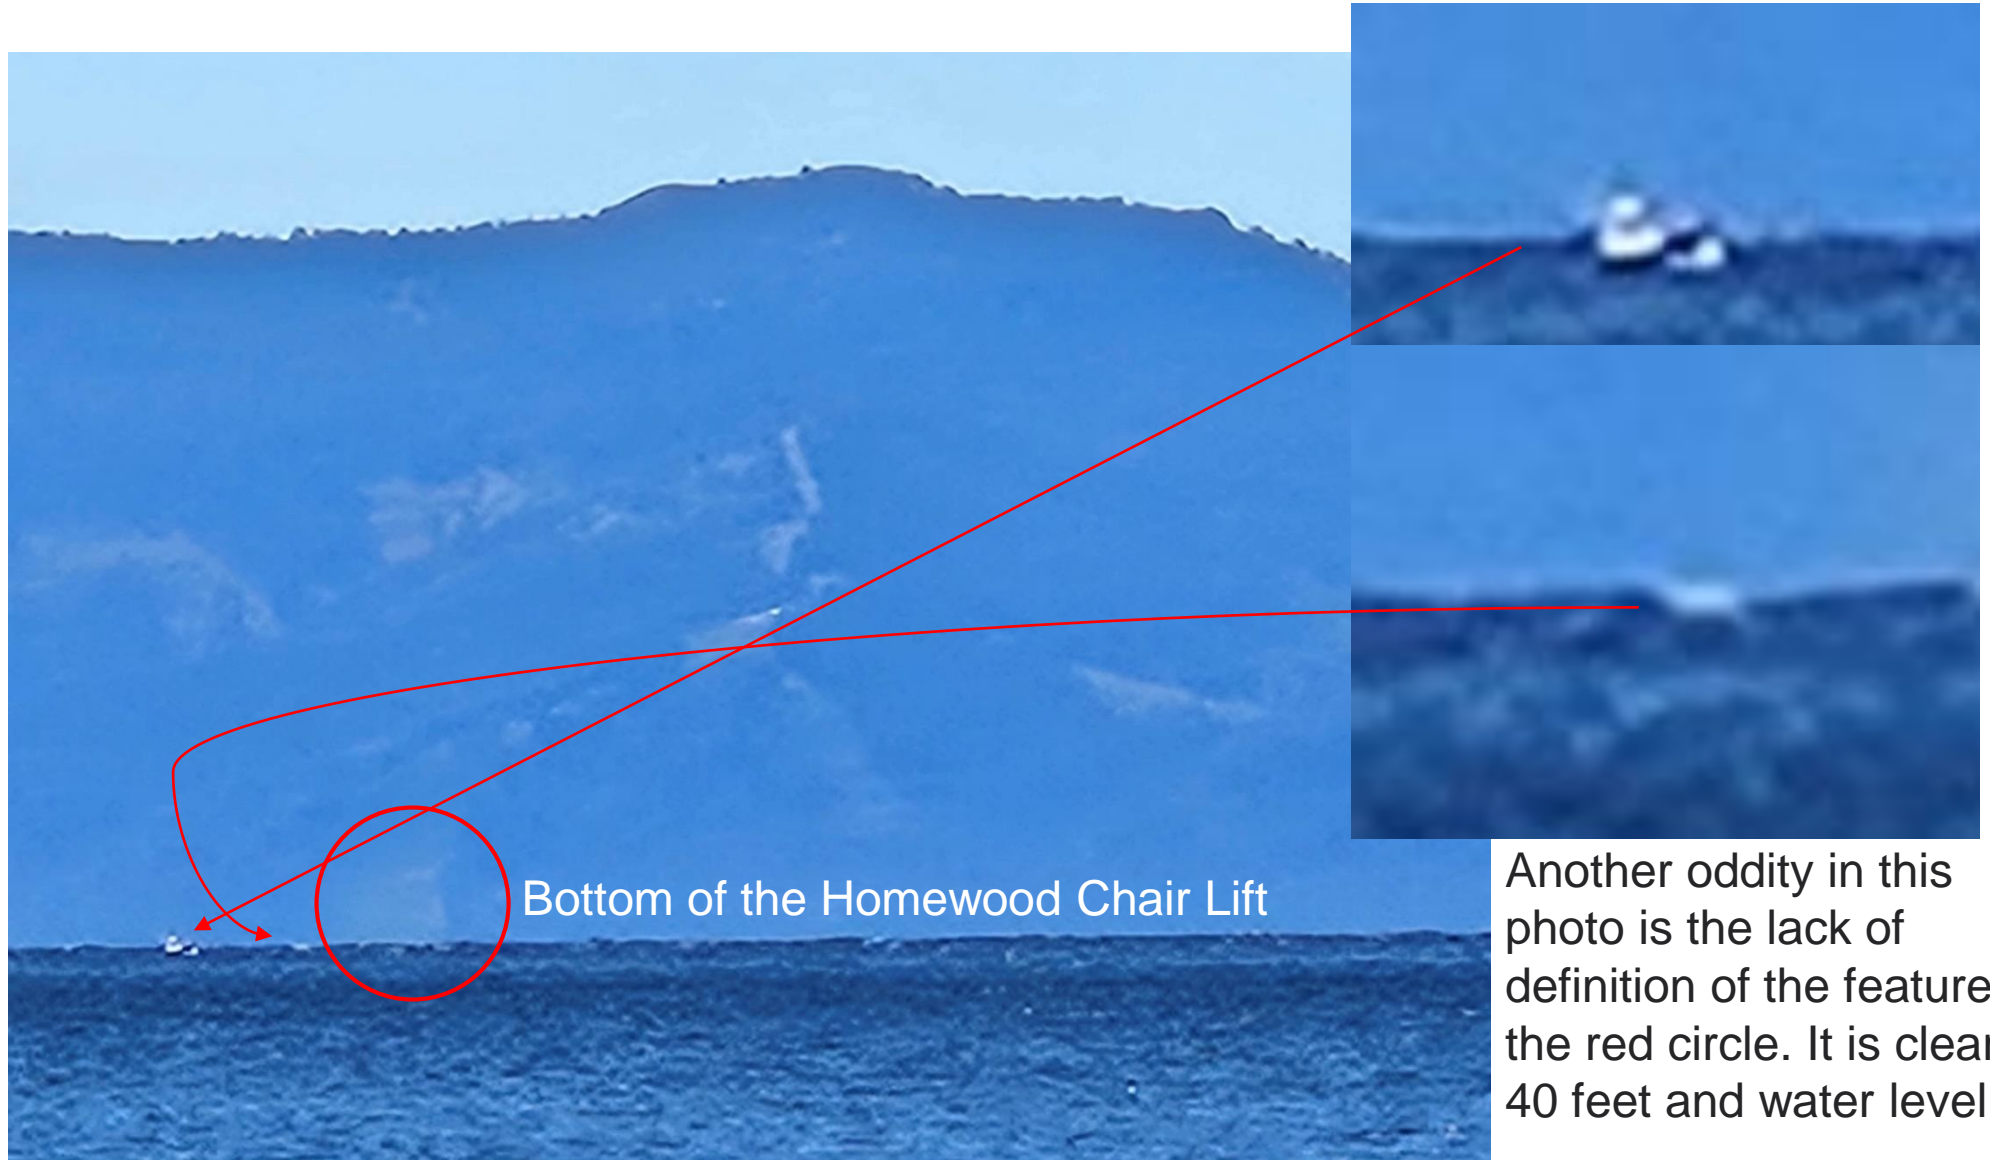 Bottom of the Homewood Chair Lift
Another oddity in this
photo is the lack of
definition of the feature
the red circle. It is clear
40 feet and water level